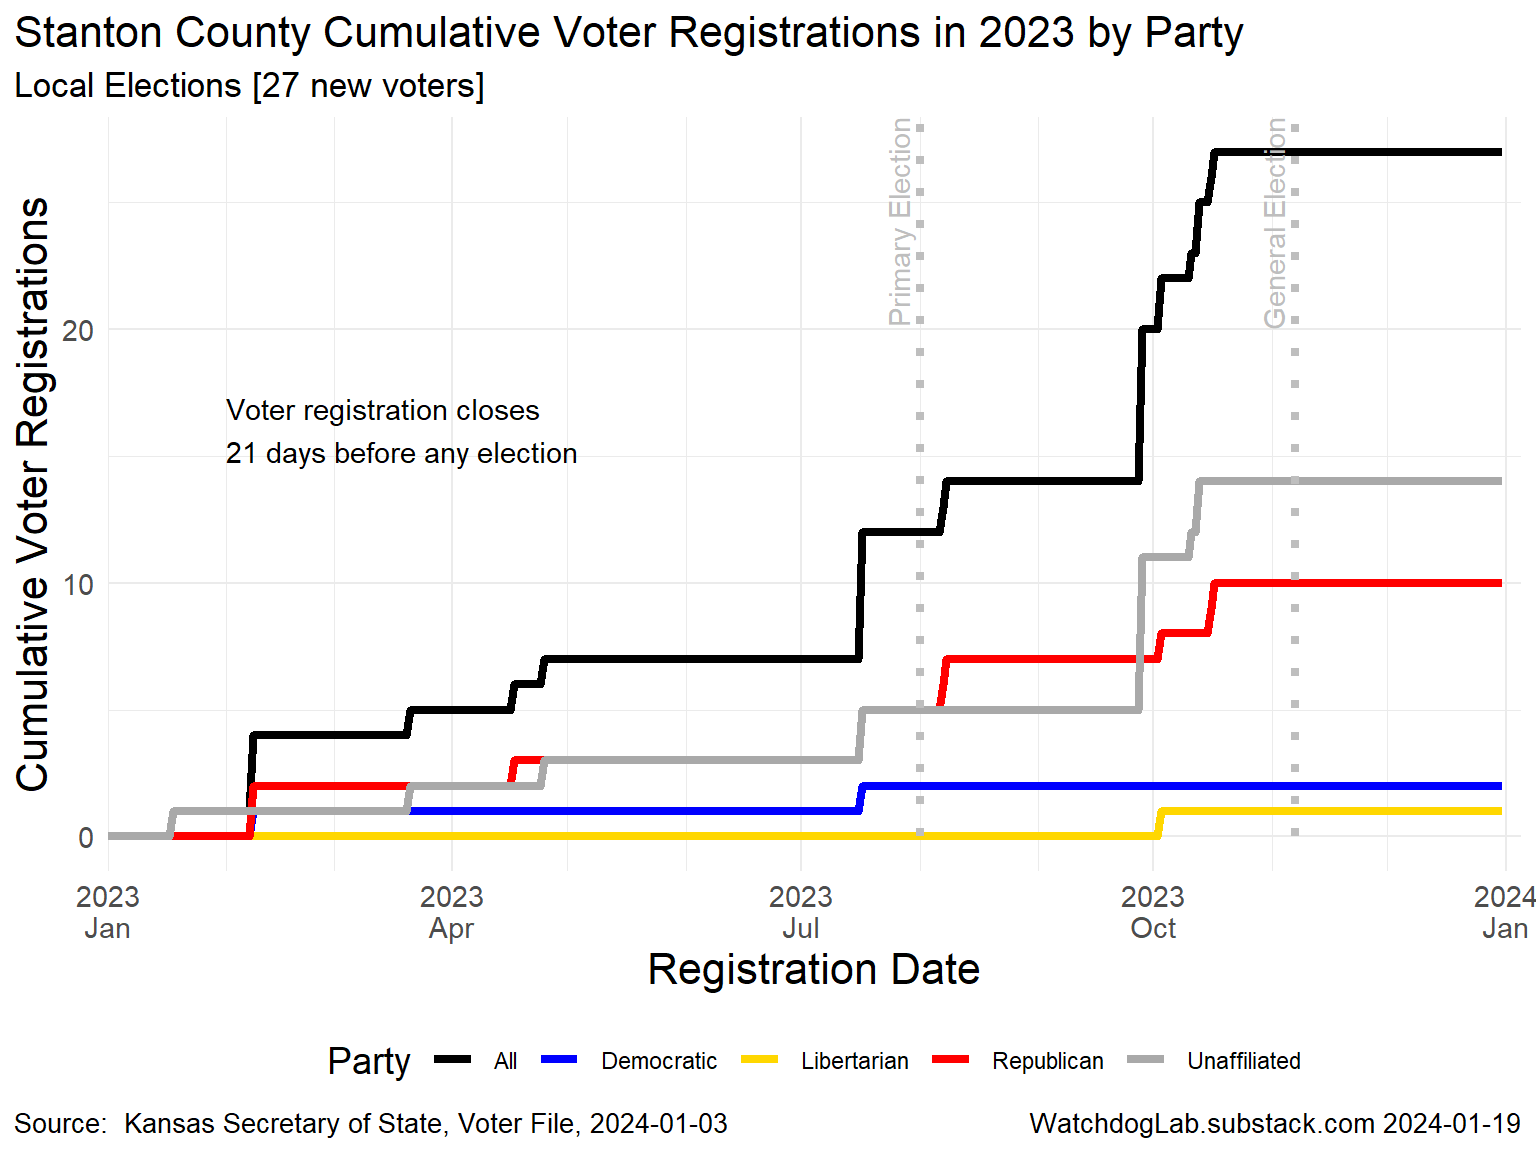 Stanton County Cumulative Voter Registrations in 2023 by Party
Local Elections [27 new voters]
Cumulative Voter Registrations
20
10
0
Primary Election
General Election
Voter registration closes
21 days before any election
2023
Jan
2023
Apr
2023
Jul
2023
Oct
2024
Jan
Registration Date
Party
All
Democratic
Libertarian
Republican
Unaffiliated
Source:  Kansas Secretary of State, Voter File, 2024-01-03
WatchdogLab.substack.com 2024-01-19